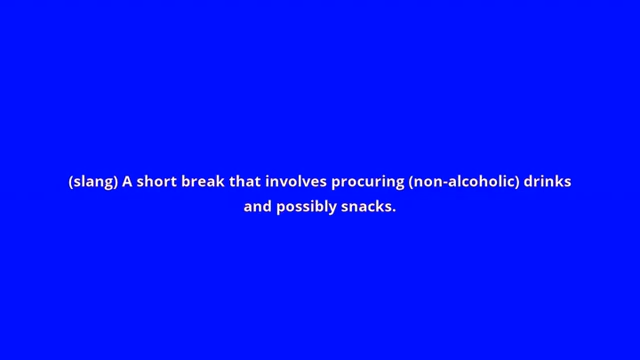 (slang) A short break that involves procuring (non-alcoholic) drinks
and possibly snacks.